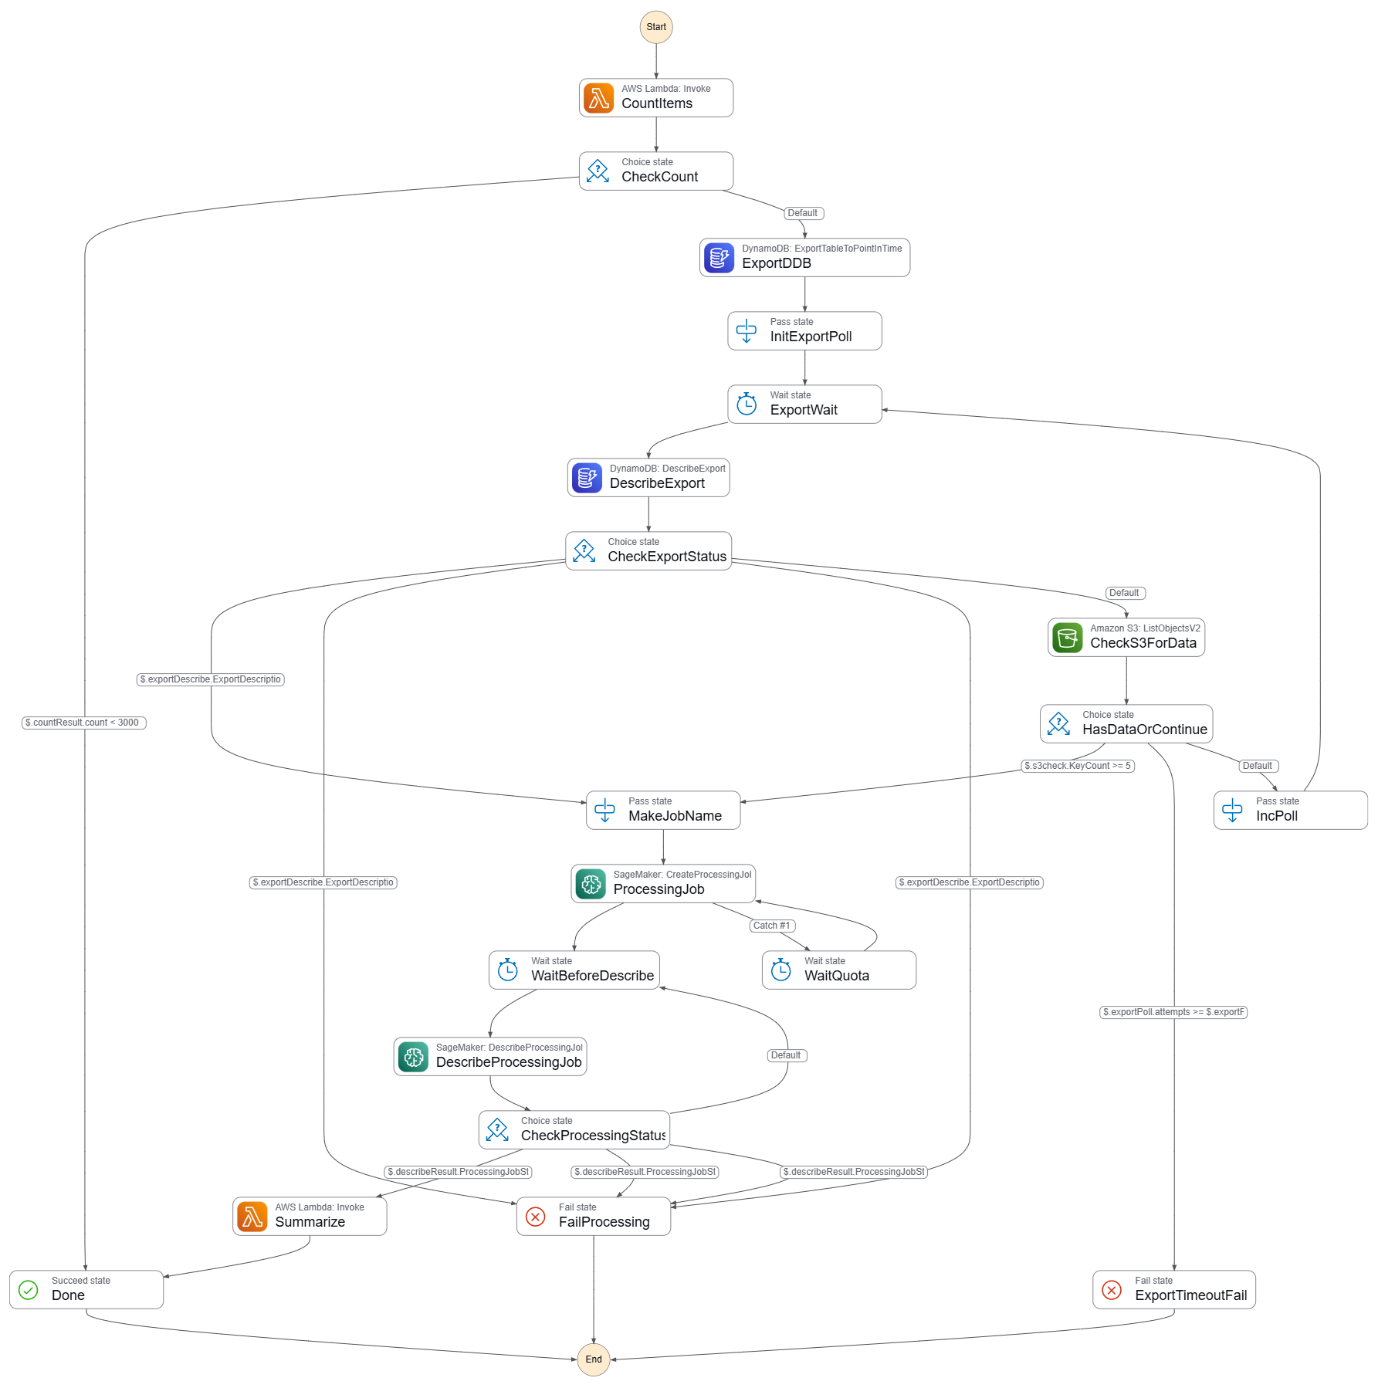 Start
AWS Lambda: Invoke
CountItems
Choice state
CheckCount
Default
DynamoDB: ExportTableToPointInTime
ExportDDB
Pass state
InitExportPoll
Wait state
ExportWait
DynamoDB: DescribeExport
DescribeExport
Choice state
CheckExportStatus
Default
Amazon S3: ListObjectsV2
CheckS3ForData
$.exportDescribe.ExportDescriptio
$.countResult.count < 3000
Choice state
HasDataOrContinue
$.s3check.KeyCount >= 5
Default
Pass state
MakeJobName
Pass state
IncPoll
SageMaker: CreateProcessingJol
ProcessingJob
$.exportDescribe.ExportDescriptio
$.exportDescribe.ExportDescriptio
Catch #1
Wait state
WaitBeforeDescribe
Wait state
WaitQuota
$.exportPoll.attempts >= $.exportF
SageMaker: DescribeProcessingJol
DescribeProcessingJob
Default
Choice state
CheckProcessingStatus
$.describeResult.ProcessingJobSt
$.describeResult.ProcessingJobSt
$.describeResult.ProcessingJobSt
AWS Lambda: Invoke
Summarize
Fail state
FailProcessing
Succeed state
Done
Fail state
ExportTimeoutFail
End